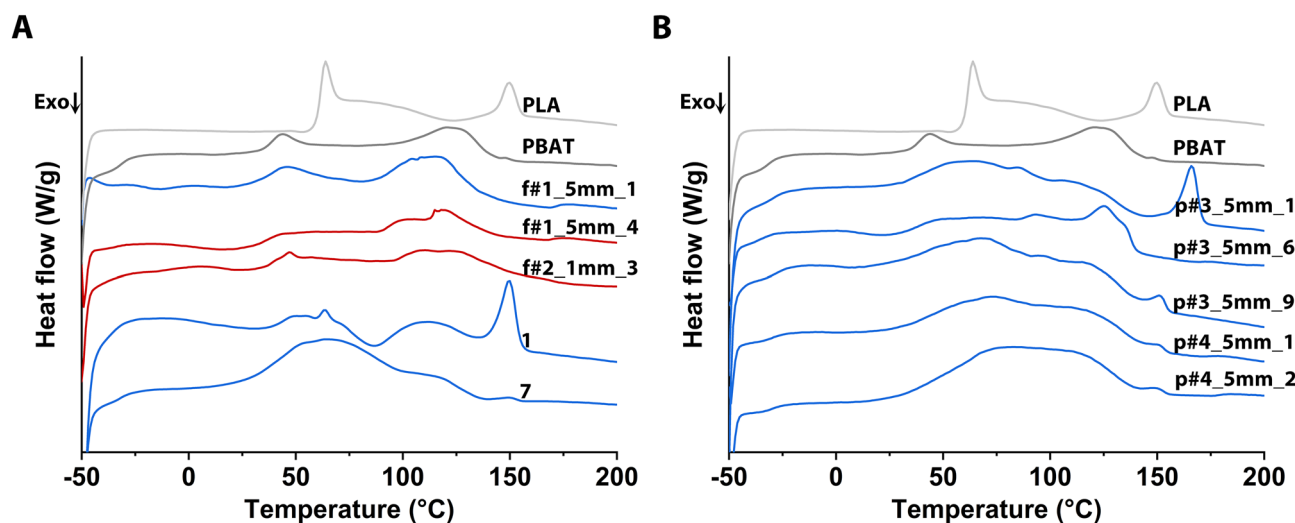 A
Exo↓
Heat flow (W/g)
PLA
PBAT
f#1_5mm_1
f#1_5mm_4
f#2_1mm_3
1
7
-50 0 50 100 150 200
Temperature (°C)
B
Exo↓
Heat flow (W/g)
PLA
PBAT
p#3_5mm_1
p#3_5mm_6
p#3_5mm_9
p#4_5mm_1
p#4_5mm_2
-50 0 50 100 150 200
Temperature (°C)